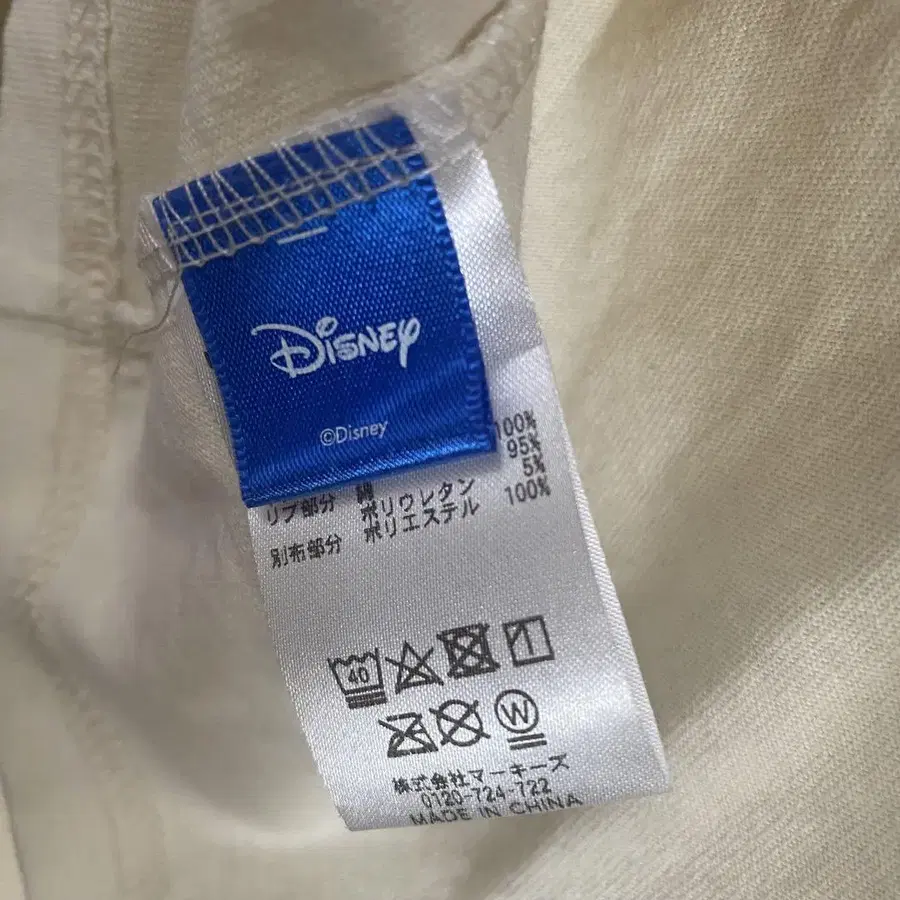 Disney
©Disney
100%
95%
リブ部分 綿 5%
ポリウレタン 100%
別布部分 ポリエステル
40
W
株式会社マーキーズ
0120-724-722
MADE IN CHINA